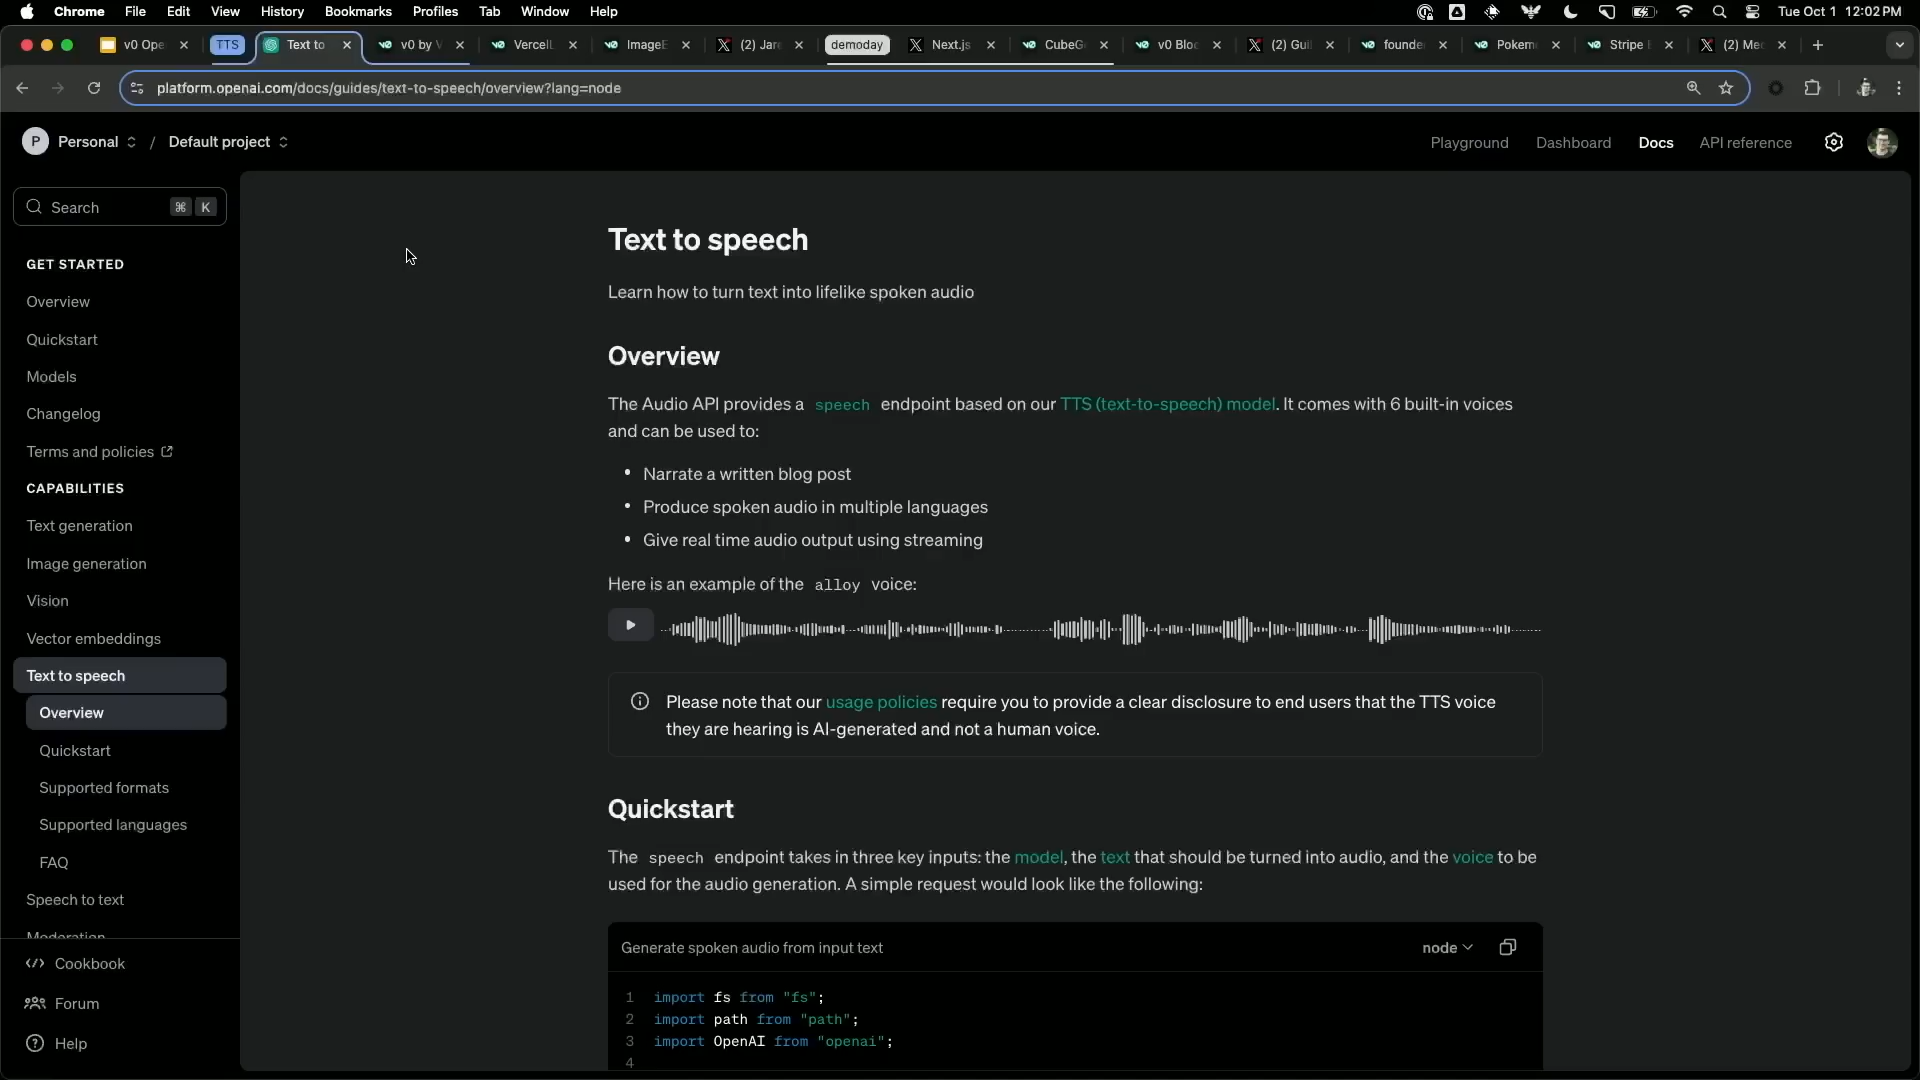 Chrome File Edit View History Bookmarks Profiles Tab Window Help Tue Oct 1 12:02 PM
v0 Ope TTS Text to v0 by V Vercel ImageE (2) Jar demoday Next.js CubeG v0 Bloc (2) Gui founde Pokem Stripe (2) Me
platform.openai.com/docs/guides/text-to-speech/overview?lang=node
P Personal / Default project Playground Dashboard Docs API reference
Search ⌘ K
GET STARTED
Overview
Quickstart
Models
Changelog
Terms and policies
CAPABILITIES
Text generation
Image generation
Vision
Vector embeddings
Text to speech
Overview
Quickstart
Supported formats
Supported languages
FAQ
Speech to text
Moderation
Cookbook
Forum
Help
Text to speech
Learn how to turn text into lifelike spoken audio
Overview
The Audio API provides a speech endpoint based on our TTS (text-to-speech) model. It comes with 6 built-in voices
and can be used to:
• Narrate a written blog post
• Produce spoken audio in multiple languages
• Give real time audio output using streaming
Here is an example of the alloy voice:
Please note that our usage policies require you to provide a clear disclosure to end users that the TTS voice
they are hearing is AI-generated and not a human voice.
Quickstart
The speech endpoint takes in three key inputs: the model, the text that should be turned into audio, and the voice to be
used for the audio generation. A simple request would look like the following:
Generate spoken audio from input text node
1 import fs from "fs";
2 import path from "path";
3 import OpenAI from "openai";
4